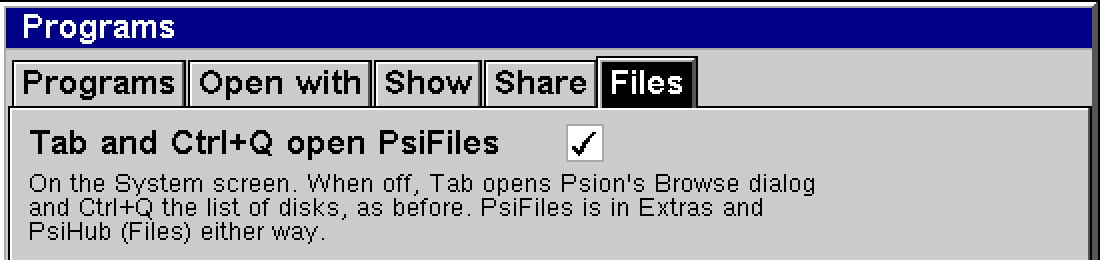 Programs
Programs Open with Show Share Files
Tab and Ctrl+Q open PsiFiles
On the System screen. When off, Tab opens Psion's Browse dialog
and Ctrl+Q the list of disks, as before. PsiFiles is in Extras and
PsiHub (Files) either way.